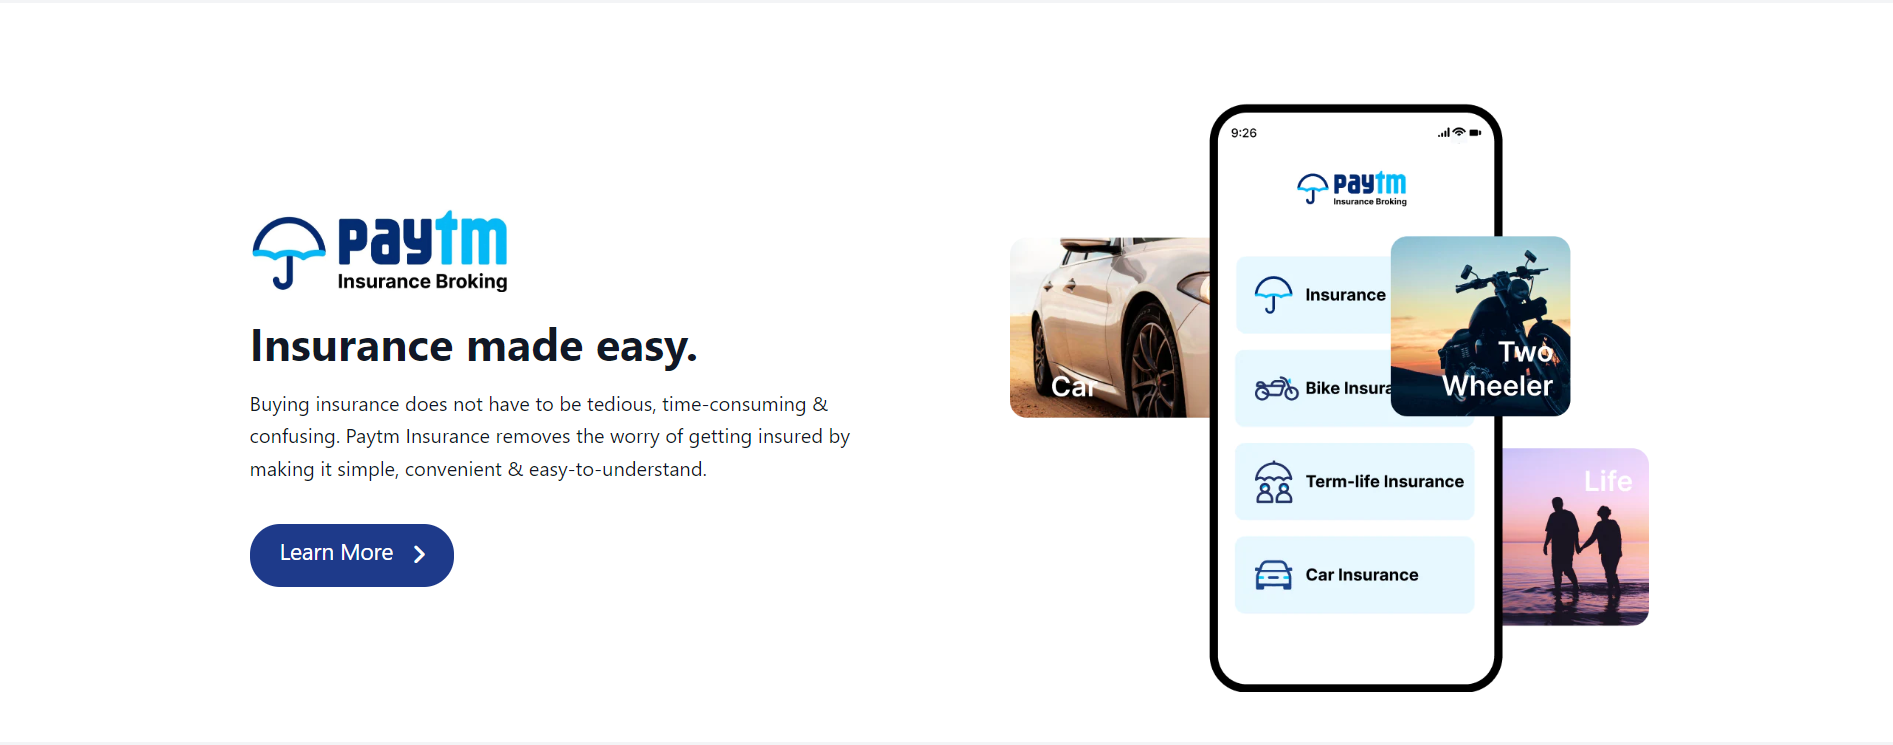 paytm
Insurance Broking
Insurance made easy.
Buying insurance does not have to be tedious, time-consuming &
confusing. Paytm Insurance removes the worry of getting insured by
making it simple, convenient & easy-to-understand.
Learn More
9:26
paytm
Insurance Broking
Car
Insurance
Bike Insura
Two
Wheeler
Term-life Insurance
Life
Car Insurance